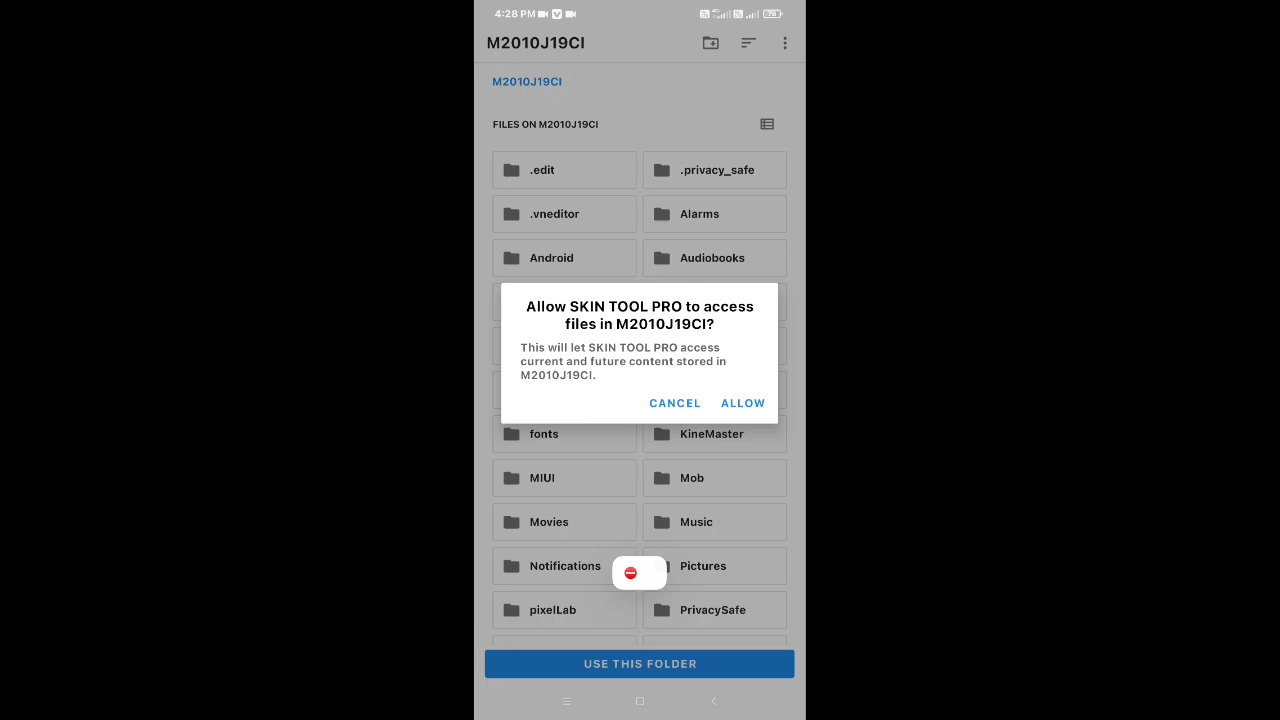 4:28 PM
76
M2010J19CI
M2010J19CI
FILES ON M2010J19CI
.edit
.privacy_safe
.vneditor
Alarms
Android
Audiobooks
Allow SKIN TOOL PRO to access
files in M2010J19CI?
This will let SKIN TOOL PRO access
current and future content stored in
M2010J19CI.
CANCEL
ALLOW
fonts
KineMaster
MIUI
Mob
Movies
Music
Notifications
Pictures
pixelLab
PrivacySafe
USE THIS FOLDER